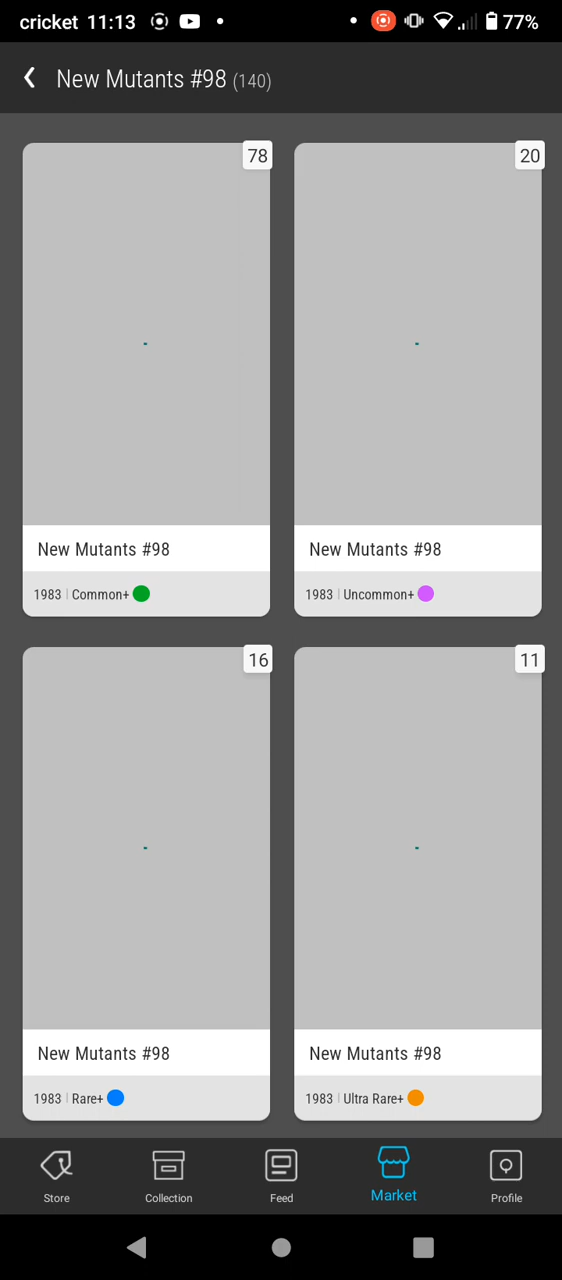 cricket 11:13 77%
New Mutants #98 (140)
78
20
New Mutants #98
New Mutants #98
1983 | Common+
1983 | Uncommon+
16
11
New Mutants #98
New Mutants #98
1983 | Rare+
1983 | Ultra Rare+
Store
Collection
Feed
Market
Profile